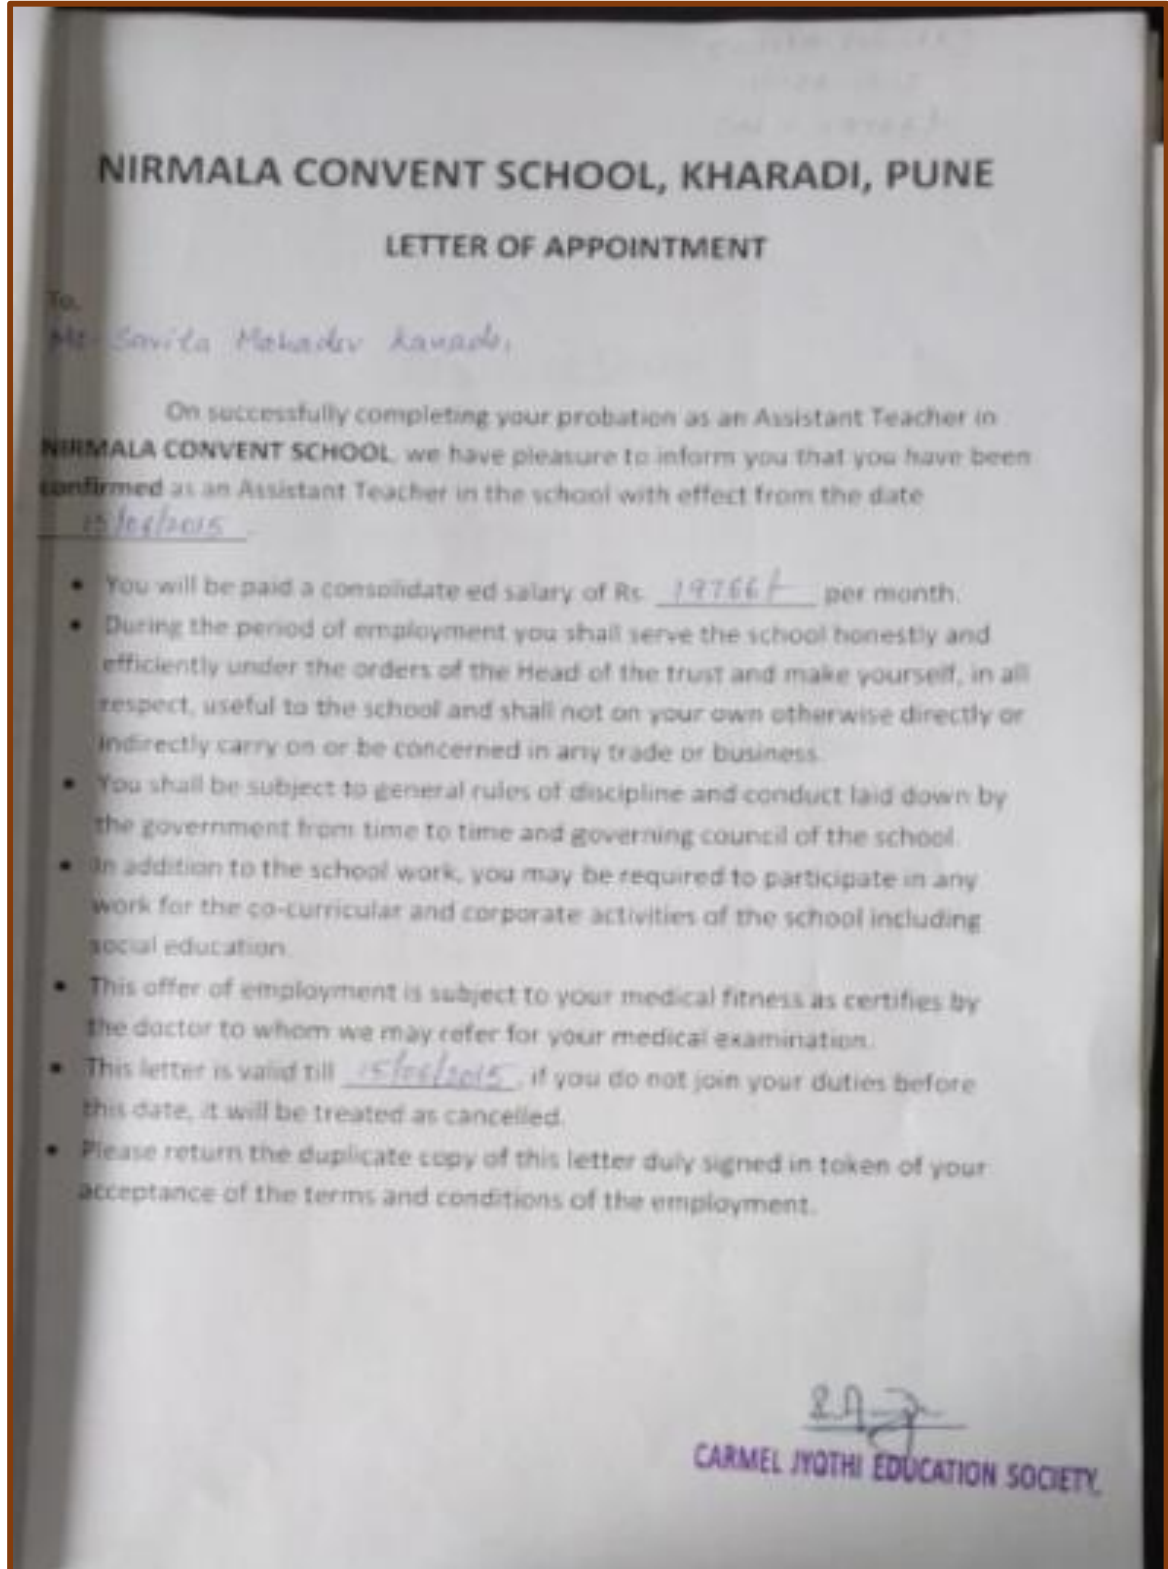 NIRMALA CONVENT SCHOOL, KHARADI, PUNE
LETTER OF APPOINTMENT
To,
Ms. Savita Mahadev Kanade,
On successfully completing your probation as an Assistant Teacher in
NIRMALA CONVENT SCHOOL, we have pleasure to inform you that you have been
confirmed as an Assistant Teacher in the school with effect from the date
15/06/2015.
• You will be paid a consolidate ed salary of Rs. 19766/- per month.
• During the period of employment you shall serve the school honestly and
efficiently under the orders of the Head of the trust and make yourself, in all
respect, useful to the school and shall not on your own otherwise directly or
indirectly carry on or be concerned in any trade or business.
• You shall be subject to general rules of discipline and conduct laid down by
the government from time to time and governing council of the school.
• In addition to the school work, you may be required to participate in any
work for the co-curricular and corporate activities of the school including
social education.
• This offer of employment is subject to your medical fitness as certifies by
the doctor to whom we may refer for your medical examination.
• This letter is valid till 15/06/2015, if you do not join your duties before
this date, it will be treated as cancelled.
• Please return the duplicate copy of this letter duly signed in token of your
acceptance of the terms and conditions of the employment.
CARMEL JYOTHI EDUCATION SOCIETY,